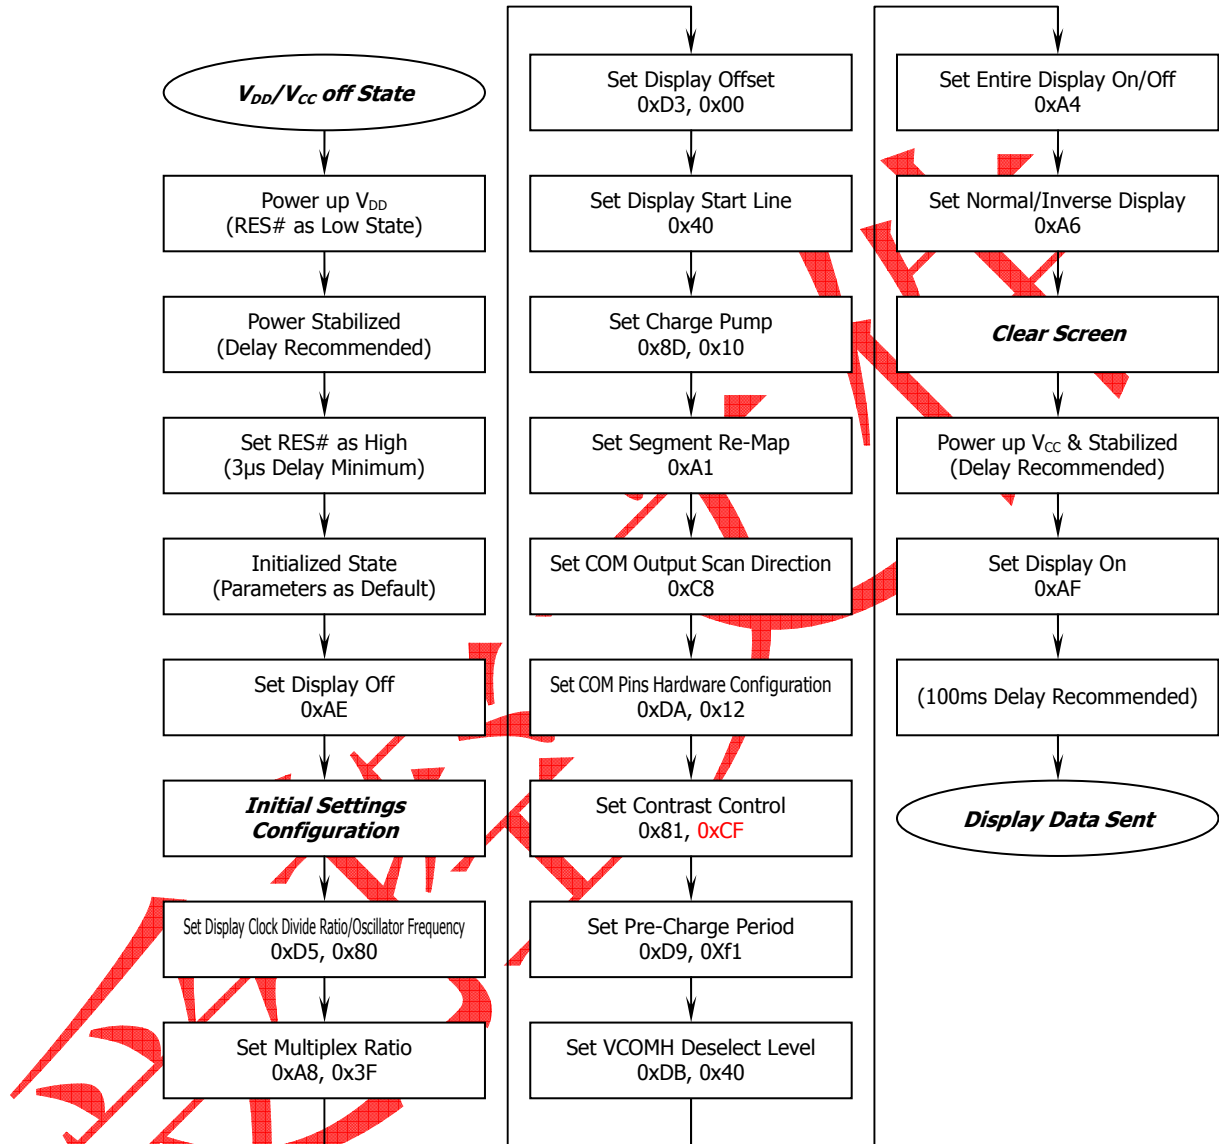 V_DD/V_CC off State
Power up V_DD
(RES# as Low State)
Power Stabilized
(Delay Recommended)
Set RES# as High
(3μs Delay Minimum)
Initialized State
(Parameters as Default)
Set Display Off
0xAE
Initial Settings
Configuration
Set Display Clock Divide Ratio/Oscillator Frequency
0xD5, 0x80
Set Multiplex Ratio
0xA8, 0x3F
Set Display Offset
0xD3, 0x00
Set Display Start Line
0x40
Set Charge Pump
0x8D, 0x10
Set Segment Re-Map
0xA1
Set COM Output Scan Direction
0xC8
Set COM Pins Hardware Configuration
0xDA, 0x12
Set Contrast Control
0x81, 0xCF
Set Pre-Charge Period
0xD9, 0Xf1
Set VCOMH Deselect Level
0xDB, 0x40
Set Entire Display On/Off
0xA4
Set Normal/Inverse Display
0xA6
Clear Screen
Power up V_CC & Stabilized
(Delay Recommended)
Set Display On
0xAF
(100ms Delay Recommended)
Display Data Sent